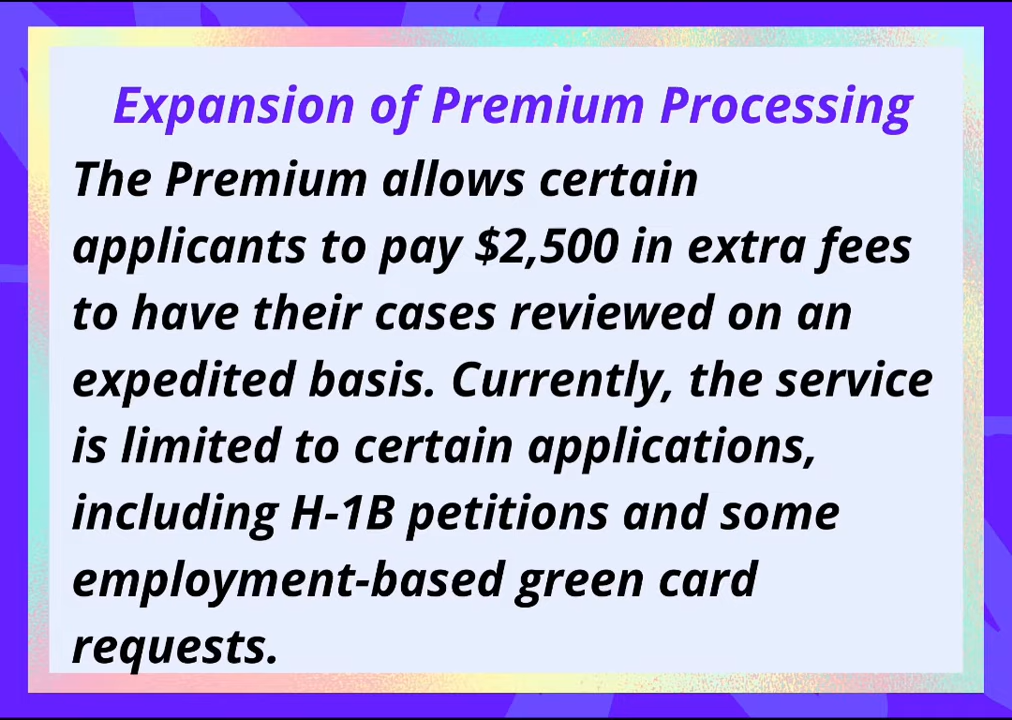 Expansion of Premium Processing
The Premium allows certain
applicants to pay $2,500 in extra fees
to have their cases reviewed on an
expedited basis. Currently, the service
is limited to certain applications,
including H-1B petitions and some
employment-based green card
requests.